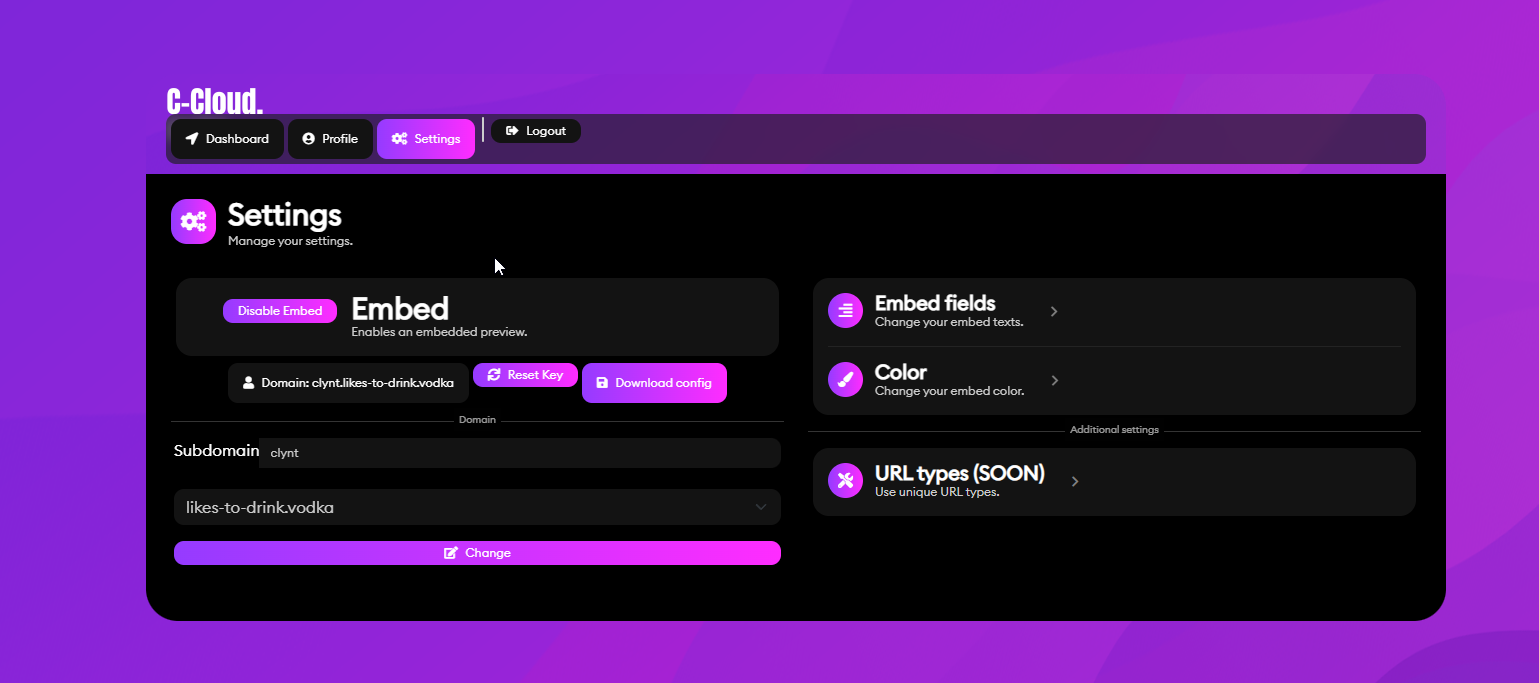 C-Cloud.
Dashboard
Profile
Settings
Logout
Settings
Manage your settings.
Disable Embed
Embed
Enables an embedded preview.
Domain: clynt.likes-to-drink.vodka
Reset Key
Download config
Domain
Subdomain
clynt
likes-to-drink.vodka
Change
Embed fields
Change your embed texts.
Color
Change your embed color.
Additional settings
URL types (SOON)
Use unique URL types.